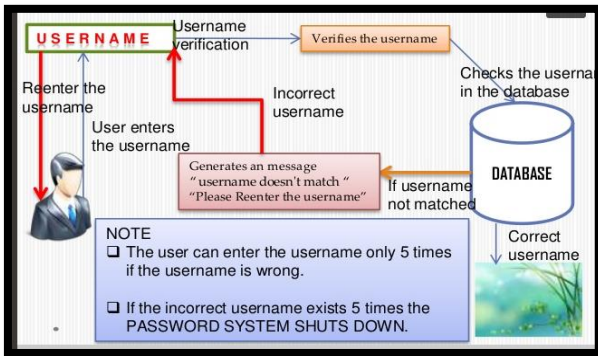 USERNAME
Username
verification
Verifies the username
Checks the userna
in the database
Reenter the
username
User enters
the username
Incorrect
username
Generates an message
"username doesn't match "
"Please Reenter the username"
If username
not matched
DATABASE
Correct
username
NOTE
The user can enter the username only 5 times
if the username is wrong.
If the incorrect username exists 5 times the
PASSWORD SYSTEM SHUTS DOWN.